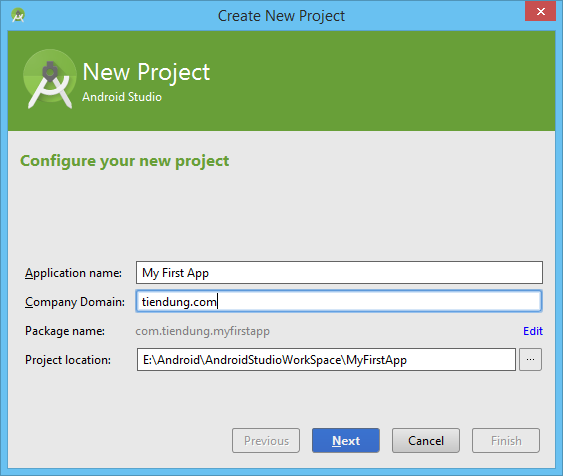 Create New Project
New Project
Android Studio
Configure your new project
Application name: My First App
Company Domain: tiendung.com
Package name: com.tiendung.myfirstapp Edit
Project location: E:\Android\AndroidStudioWorkSpace\MyFirstApp ...
Previous Next Cancel Finish